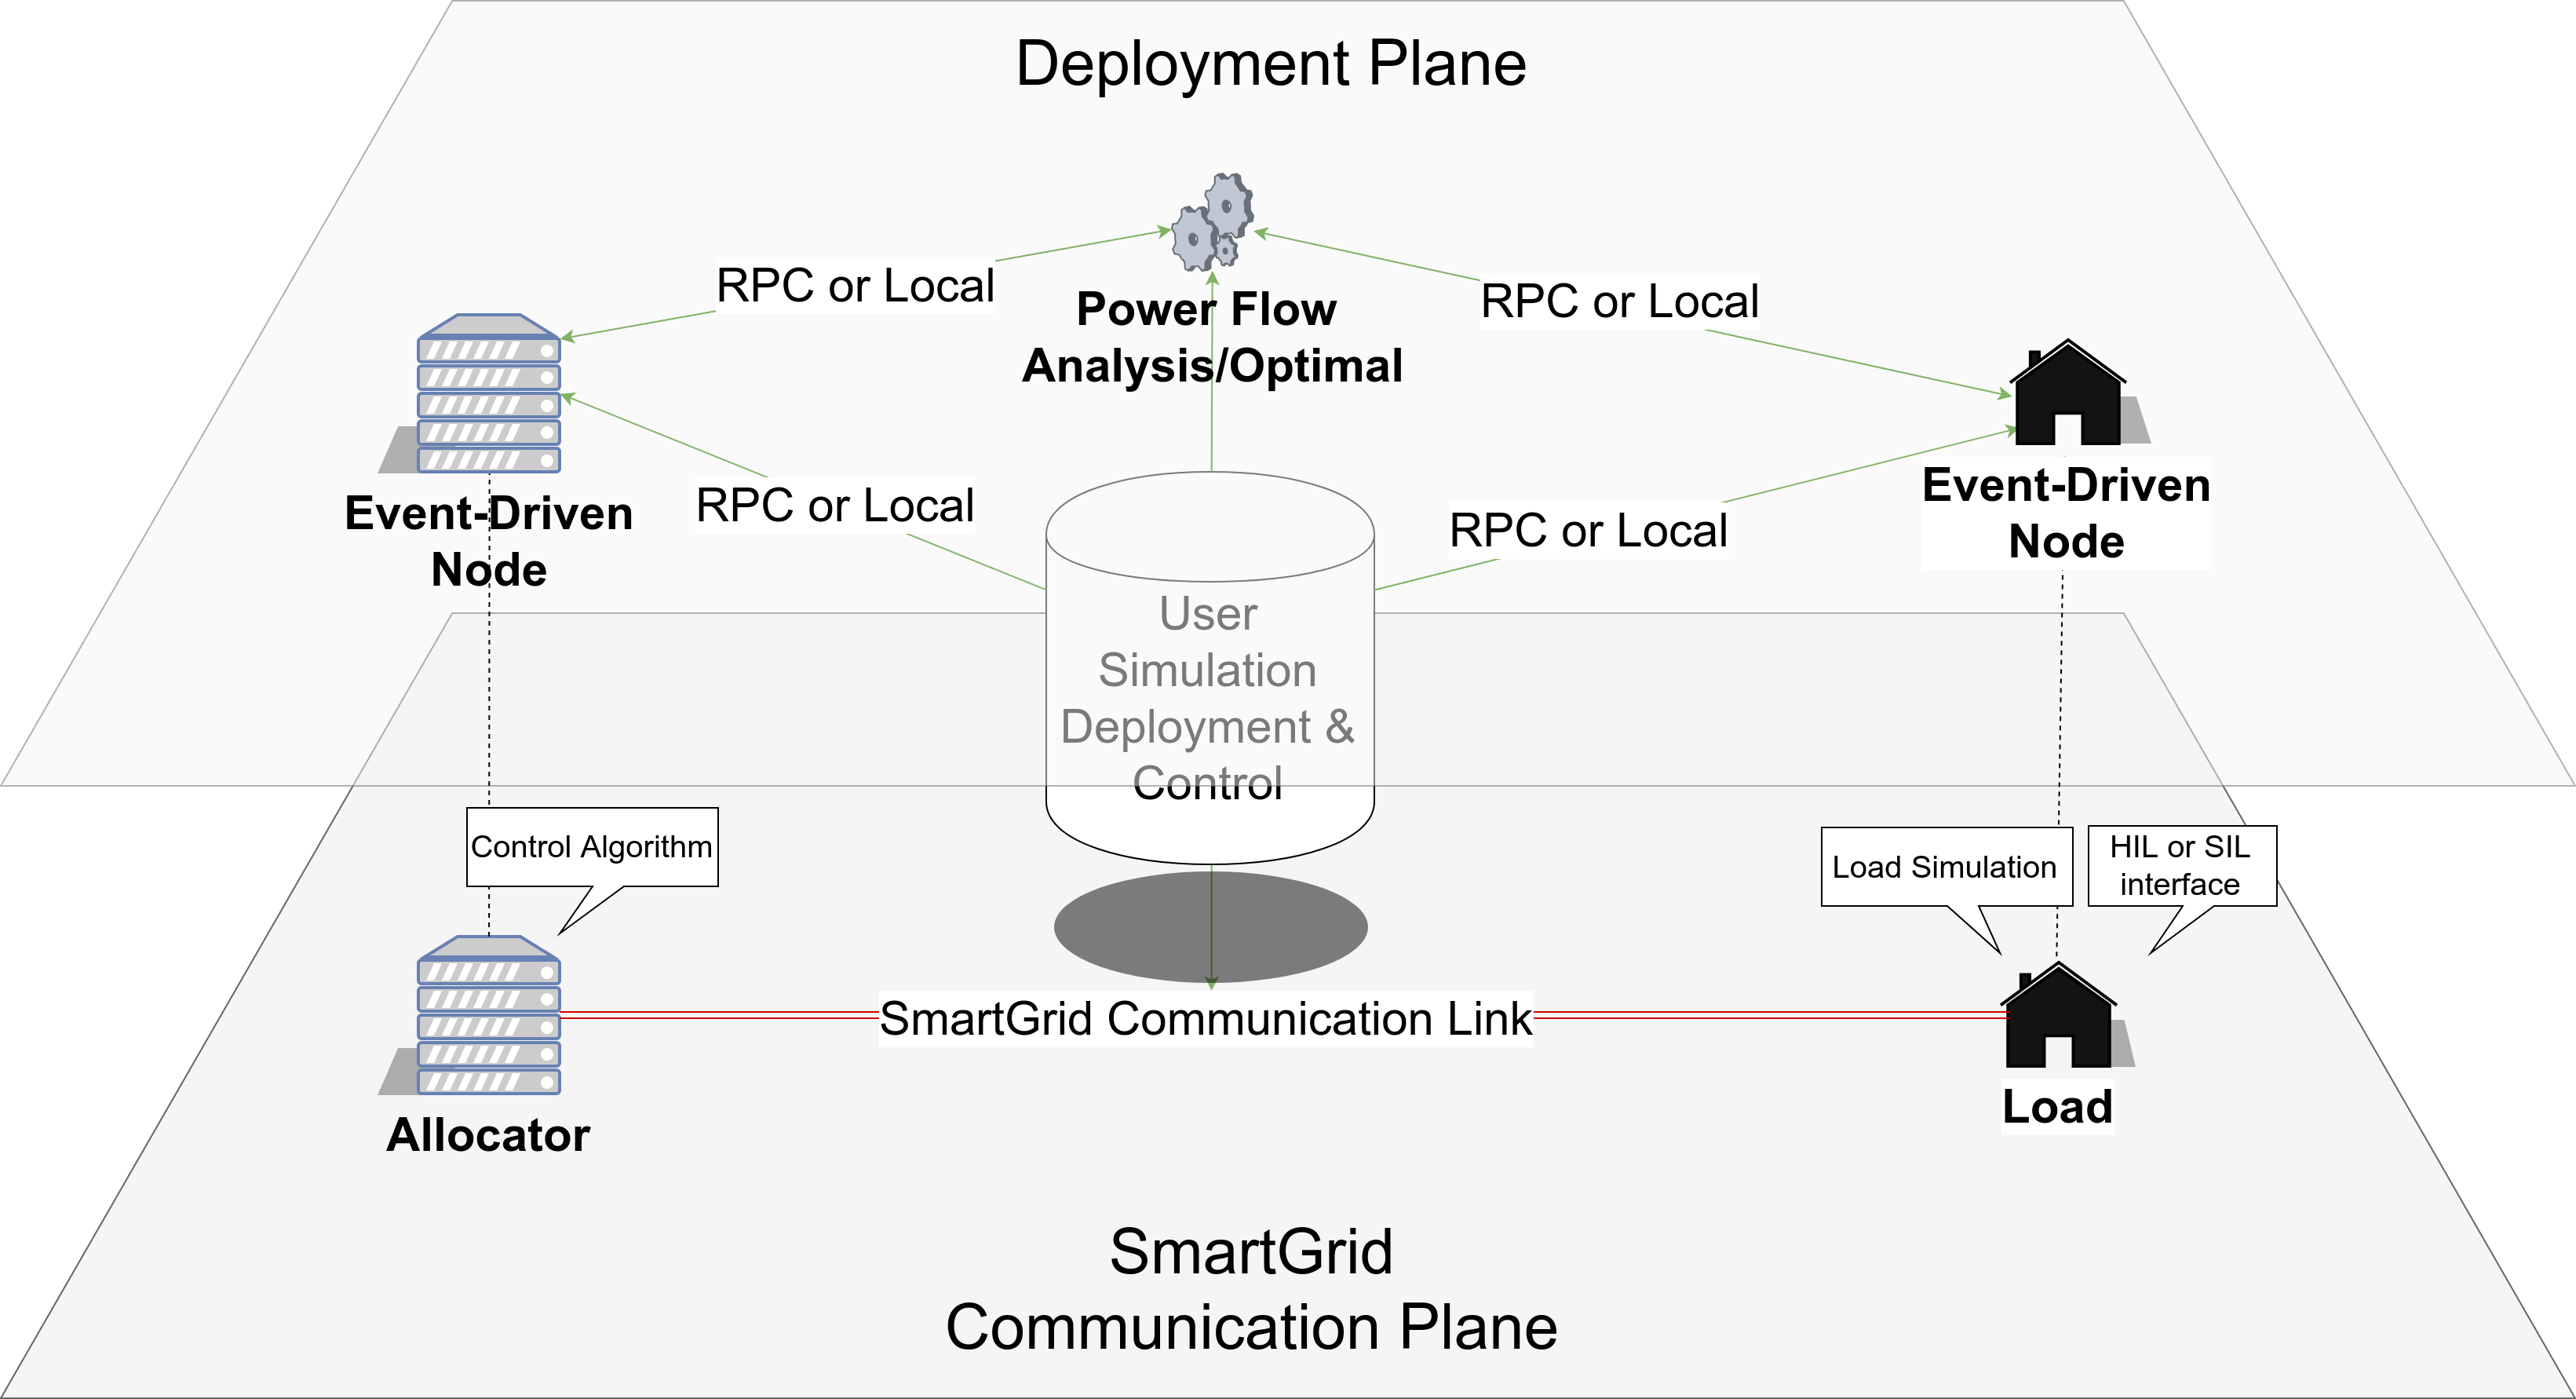 Deployment Plane
RPC or Local
RPC or Local
Power Flow
Analysis/Optimal
Event-Driven
Node
RPC or Local
RPC or Local
Event-Driven
Node
User
Simulation
Deployment &
Control
Control Algorithm
Load Simulation
HIL or SIL
interface
SmartGrid Communication Link
Allocator
Load
SmartGrid
Communication Plane